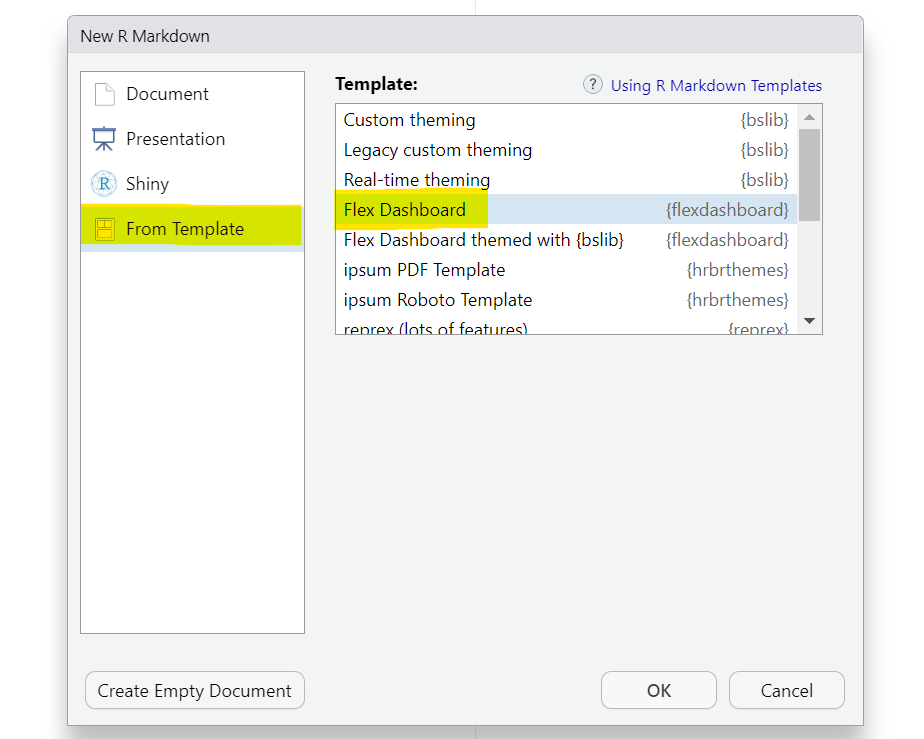 New R Markdown
Document
Presentation
Shiny
From Template
Template:
? Using R Markdown Templates
Custom theming {bslib}
Legacy custom theming {bslib}
Real-time theming {bslib}
Flex Dashboard {flexdashboard}
Flex Dashboard themed with {bslib} {flexdashboard}
ipsum PDF Template {hrbrthemes}
ipsum Roboto Template {hrbrthemes}
reprex (lots of features) {reprex}
Create Empty Document
OK
Cancel